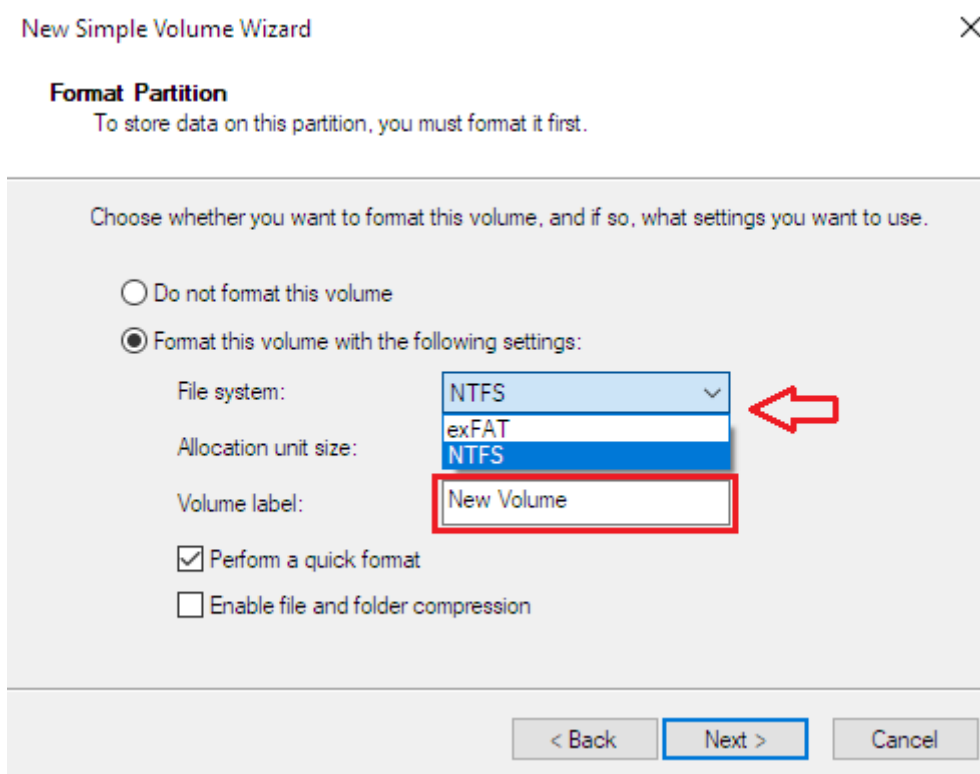 New Simple Volume Wizard
Format Partition
To store data on this partition, you must format it first.
Choose whether you want to format this volume, and if so, what settings you want to use.
Do not format this volume
Format this volume with the following settings:
File system: NTFS
exFAT
Allocation unit size: NTFS
Volume label: New Volume
Perform a quick format
Enable file and folder compression
< Back Next > Cancel